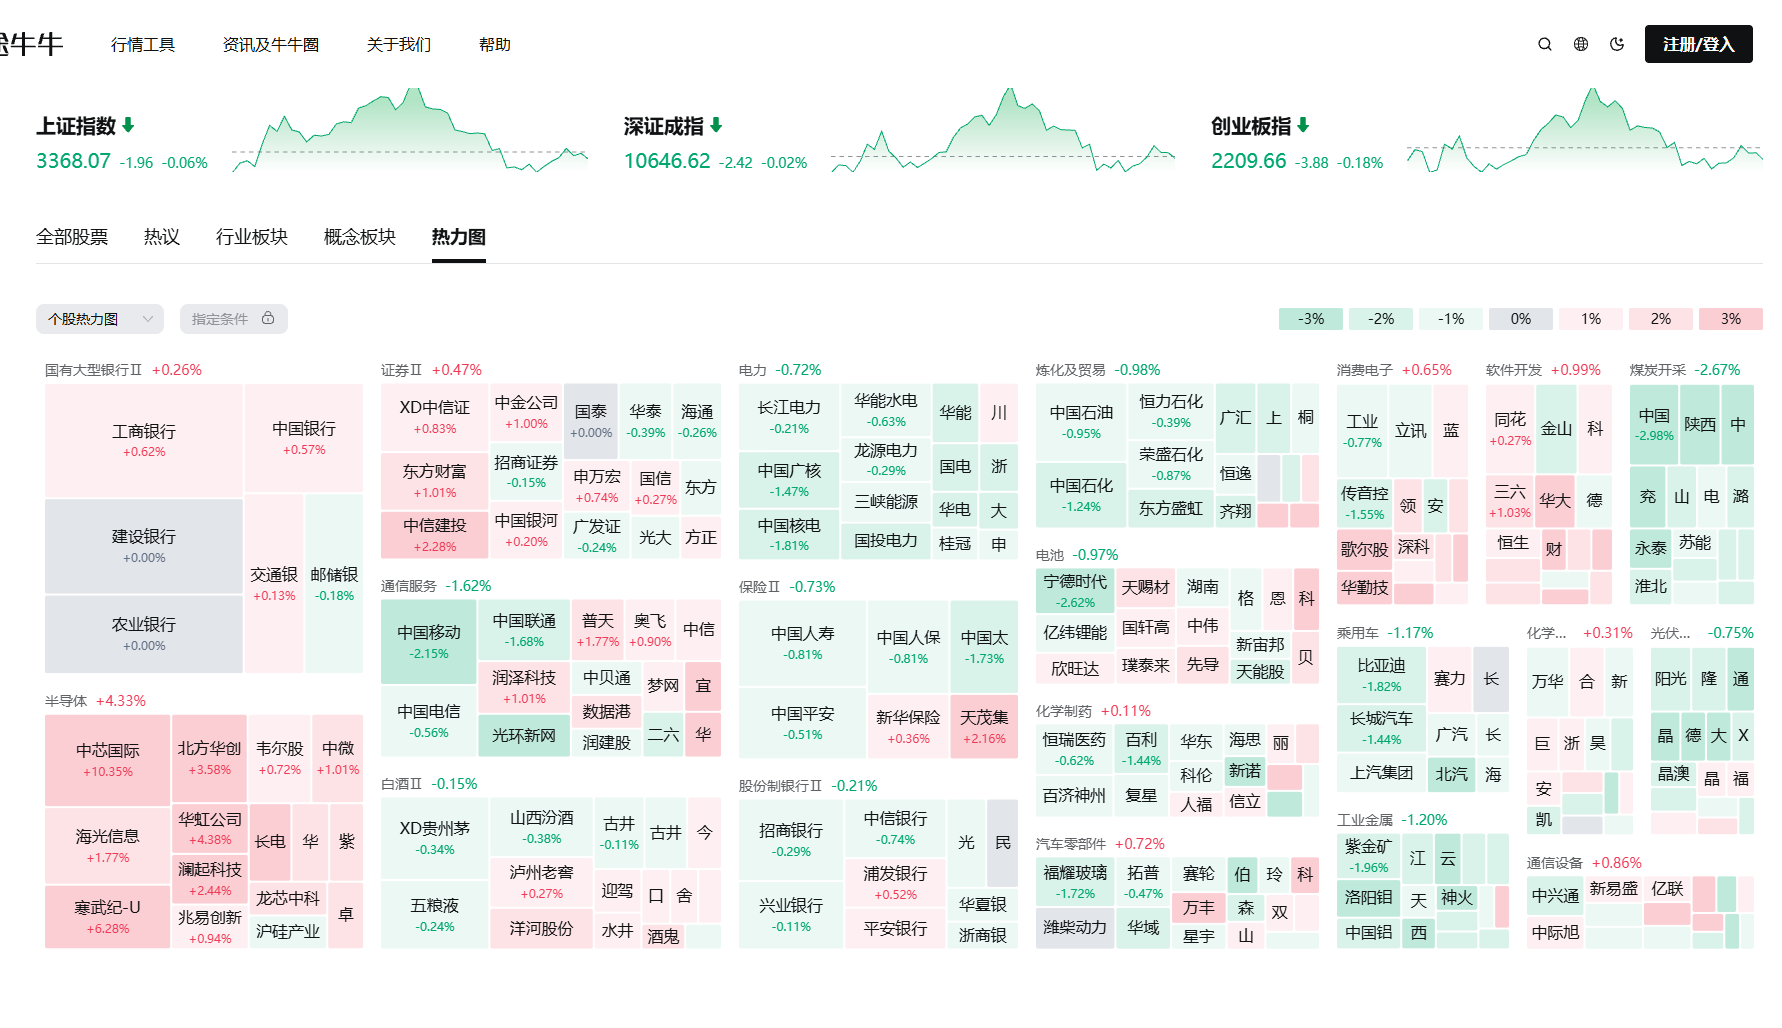 途牛牛
行情工具
资讯及牛牛圈
关于我们
帮助
注册/登入
上证指数
3368.07 -1.96 -0.06%
深证成指
10646.62 -2.42 -0.02%
创业板指
2209.66 -3.88 -0.18%
全部股票
热议
行业板块
概念板块
热力图
个股热力图
指定条件
-3%
-2%
-1%
0%
1%
2%
3%
国有大型银行II +0.26%
工商银行
+0.62%
中国银行
+0.57%
建设银行
+0.00%
农业银行
+0.00%
交通银
+0.13%
邮储银
-0.18%
半导体 +4.33%
中芯国际
+10.35%
北方华创
+3.58%
韦尔股
+0.72%
中微
+1.01%
海光信息
+1.77%
华虹公司
+4.38%
长电
华
紫
澜起科技
+2.44%
寒武纪-U
+6.28%
兆易创新
+0.94%
龙芯中科
沪硅产业
卓
证券II +0.47%
XD中信证
+0.83%
中金公司
+1.00%
国泰
+0.00%
华泰
-0.39%
海通
-0.26%
东方财富
+1.01%
招商证券
-0.15%
申万宏
+0.74%
国信
+0.27%
东方
中信建投
+2.28%
中国银河
+0.20%
广发证
-0.24%
光大
方正
通信服务 -1.62%
中国移动
-2.15%
中国联通
-1.68%
普天
+1.77%
奥飞
+0.90%
中信
中国电信
-0.56%
润泽科技
+1.01%
光环新网
中贝通
数据港
润建股
梦网
宜
二六
华
白酒II -0.15%
XD贵州茅
-0.34%
山西汾酒
-0.38%
古井
-0.11%
古井
今
五粮液
-0.24%
泸州老窖
+0.27%
洋河股份
迎驾
口
舍
水井
酒鬼
电力 -0.72%
长江电力
-0.21%
华能水电
-0.63%
华能
川
中国广核
-1.47%
龙源电力
-0.29%
三峡能源
国电
浙
中国核电
-1.81%
国投电力
华电
大
桂冠
申
保险II -0.73%
中国人寿
-0.81%
中国人保
-0.81%
中国太
-1.73%
中国平安
-0.51%
新华保险
+0.36%
天茂集
+2.16%
股份制银行II -0.21%
招商银行
-0.29%
中信银行
-0.74%
光
民
浦发银行
+0.52%
兴业银行
-0.11%
平安银行
华夏银
浙商银
炼化及贸易 -0.98%
中国石油
-0.95%
恒力石化
-0.39%
广汇
上
桐
中国石化
-1.24%
荣盛石化
-0.87%
东方盛虹
恒逸
齐翔
电池 -0.97%
宁德时代
-2.62%
天赐材
湖南
格
恩
科
亿纬锂能
国轩高
中伟
新宙邦
贝
欣旺达
璞泰来
先导
天能股
化学制药 +0.11%
恒瑞医药
-0.62%
百利
-1.44%
华东
海思
丽
科伦
新诺
百济神州
复星
人福
信立
汽车零部件 +0.72%
福耀玻璃
-1.72%
拓普
-0.47%
赛轮
伯
玲
科
万丰
森
双
潍柴动力
华域
星宇
山
消费电子 +0.65%
工业
-0.77%
立讯
蓝
传音控
-1.55%
领
安
歌尔股
深科
华勤技
软件开发 +0.99%
同花
+0.27%
金山
科
三六
+1.03%
华大
德
恒生
财
煤炭开采 -2.67%
中国
-2.98%
陕西
中
兖
山
电
潞
永泰
苏能
淮北
乘用车 -1.17%
比亚迪
-1.82%
赛力
长
长城汽车
-1.44%
广汽
长
上汽集团
北汽
海
化学... +0.31%
万华
合
新
巨
浙
昊
安
凯
光伏... -0.75%
阳光
隆
通
晶
德
大
X
晶澳
晶
福
工业金属 -1.20%
紫金矿
-1.96%
江
云
洛阳钼
天
神火
中国铝
西
通信设备 +0.86%
中兴通
新易盛
亿联
中际旭